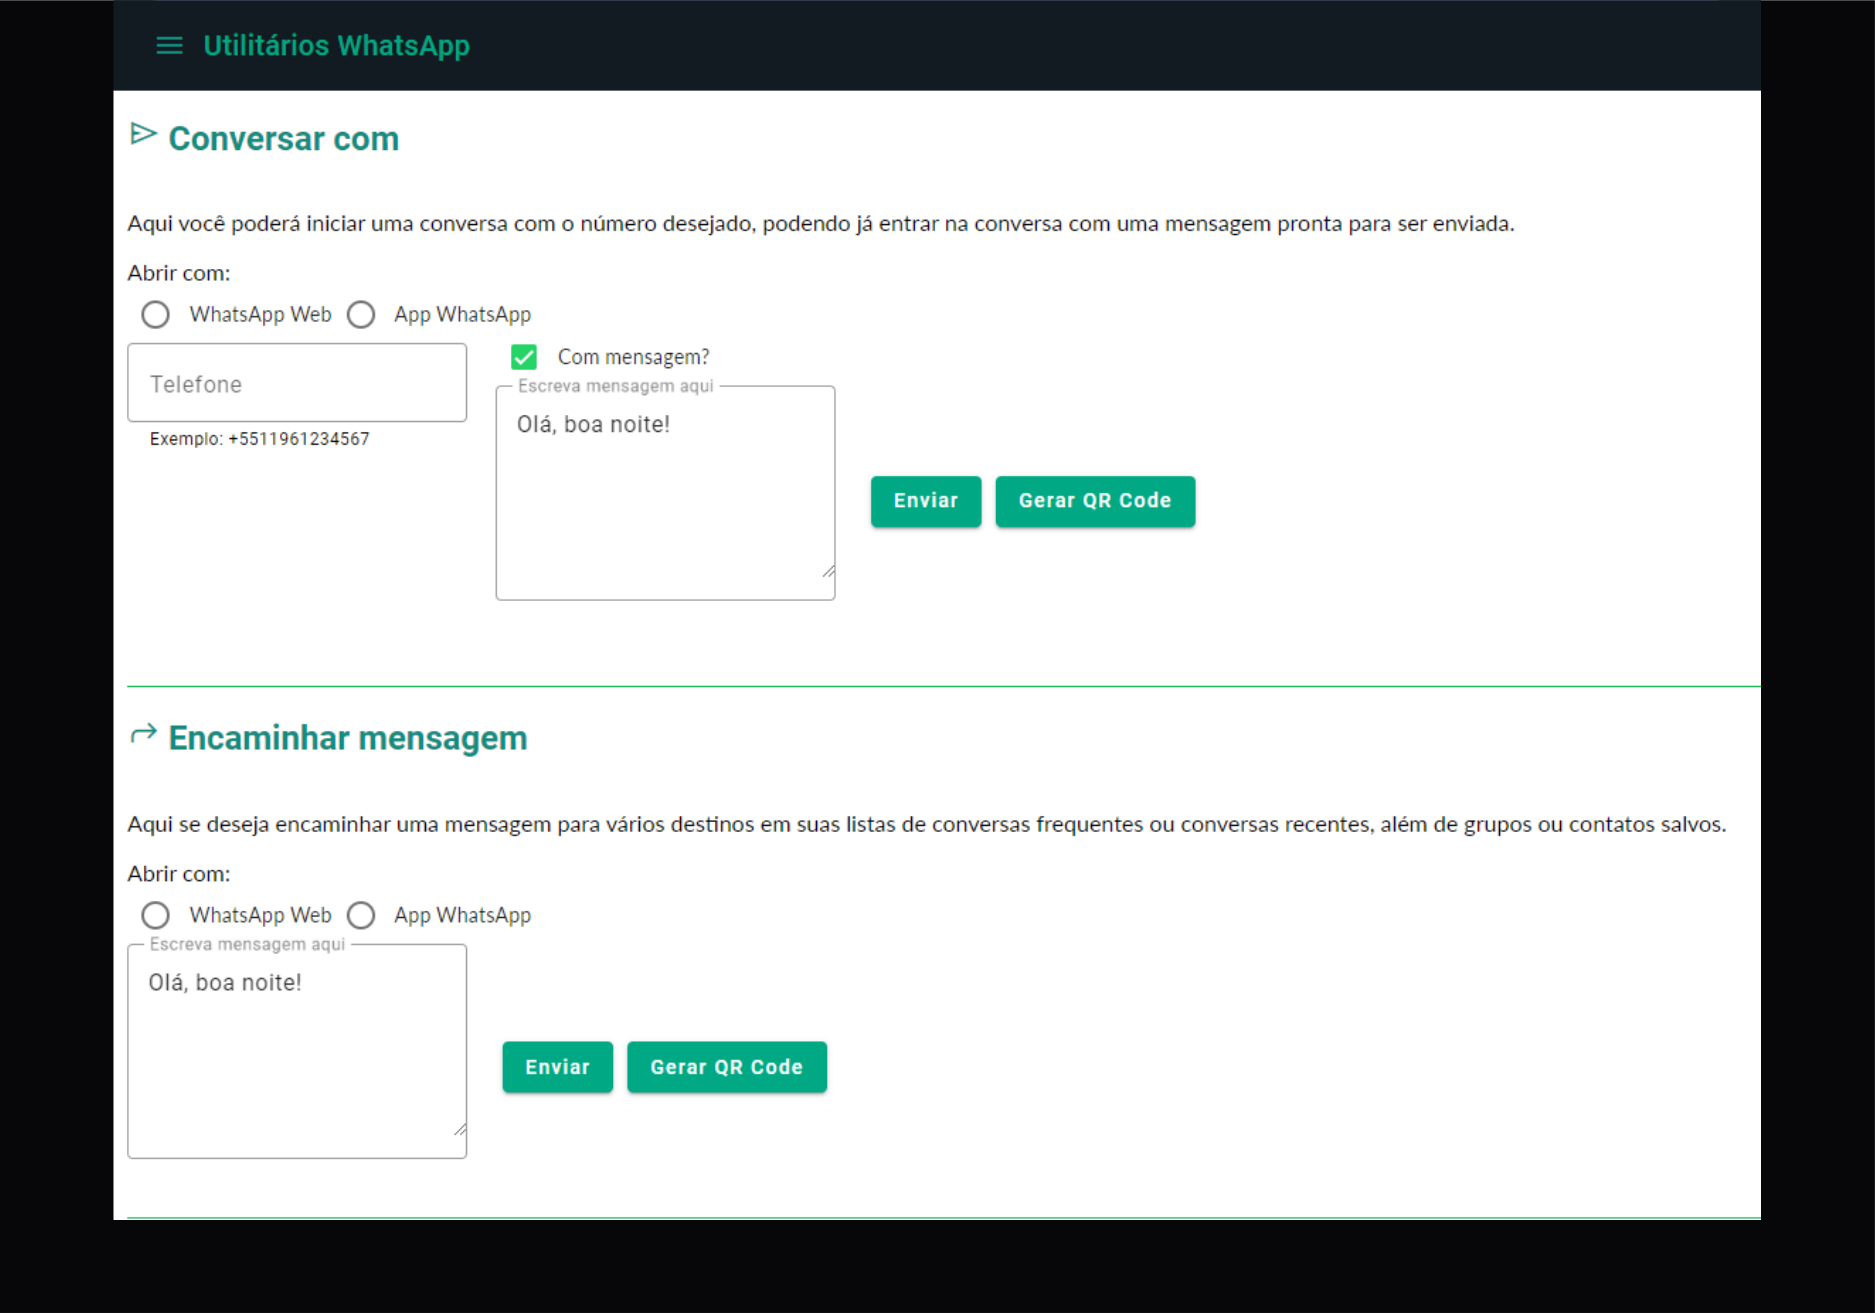 Utilitários WhatsApp
Conversar com
Aqui você poderá iniciar uma conversa com o número desejado, podendo já entrar na conversa com uma mensagem pronta para ser enviada.
Abrir com:
WhatsApp Web App WhatsApp
Telefone
Exemplo: +5511961234567
Com mensagem?
Escreva mensagem aqui
Olá, boa noite!
Enviar Gerar QR Code
Encaminhar mensagem
Aqui se deseja encaminhar uma mensagem para vários destinos em suas listas de conversas frequentes ou conversas recentes, além de grupos ou contatos salvos.
Abrir com:
WhatsApp Web App WhatsApp
Escreva mensagem aqui
Olá, boa noite!
Enviar Gerar QR Code